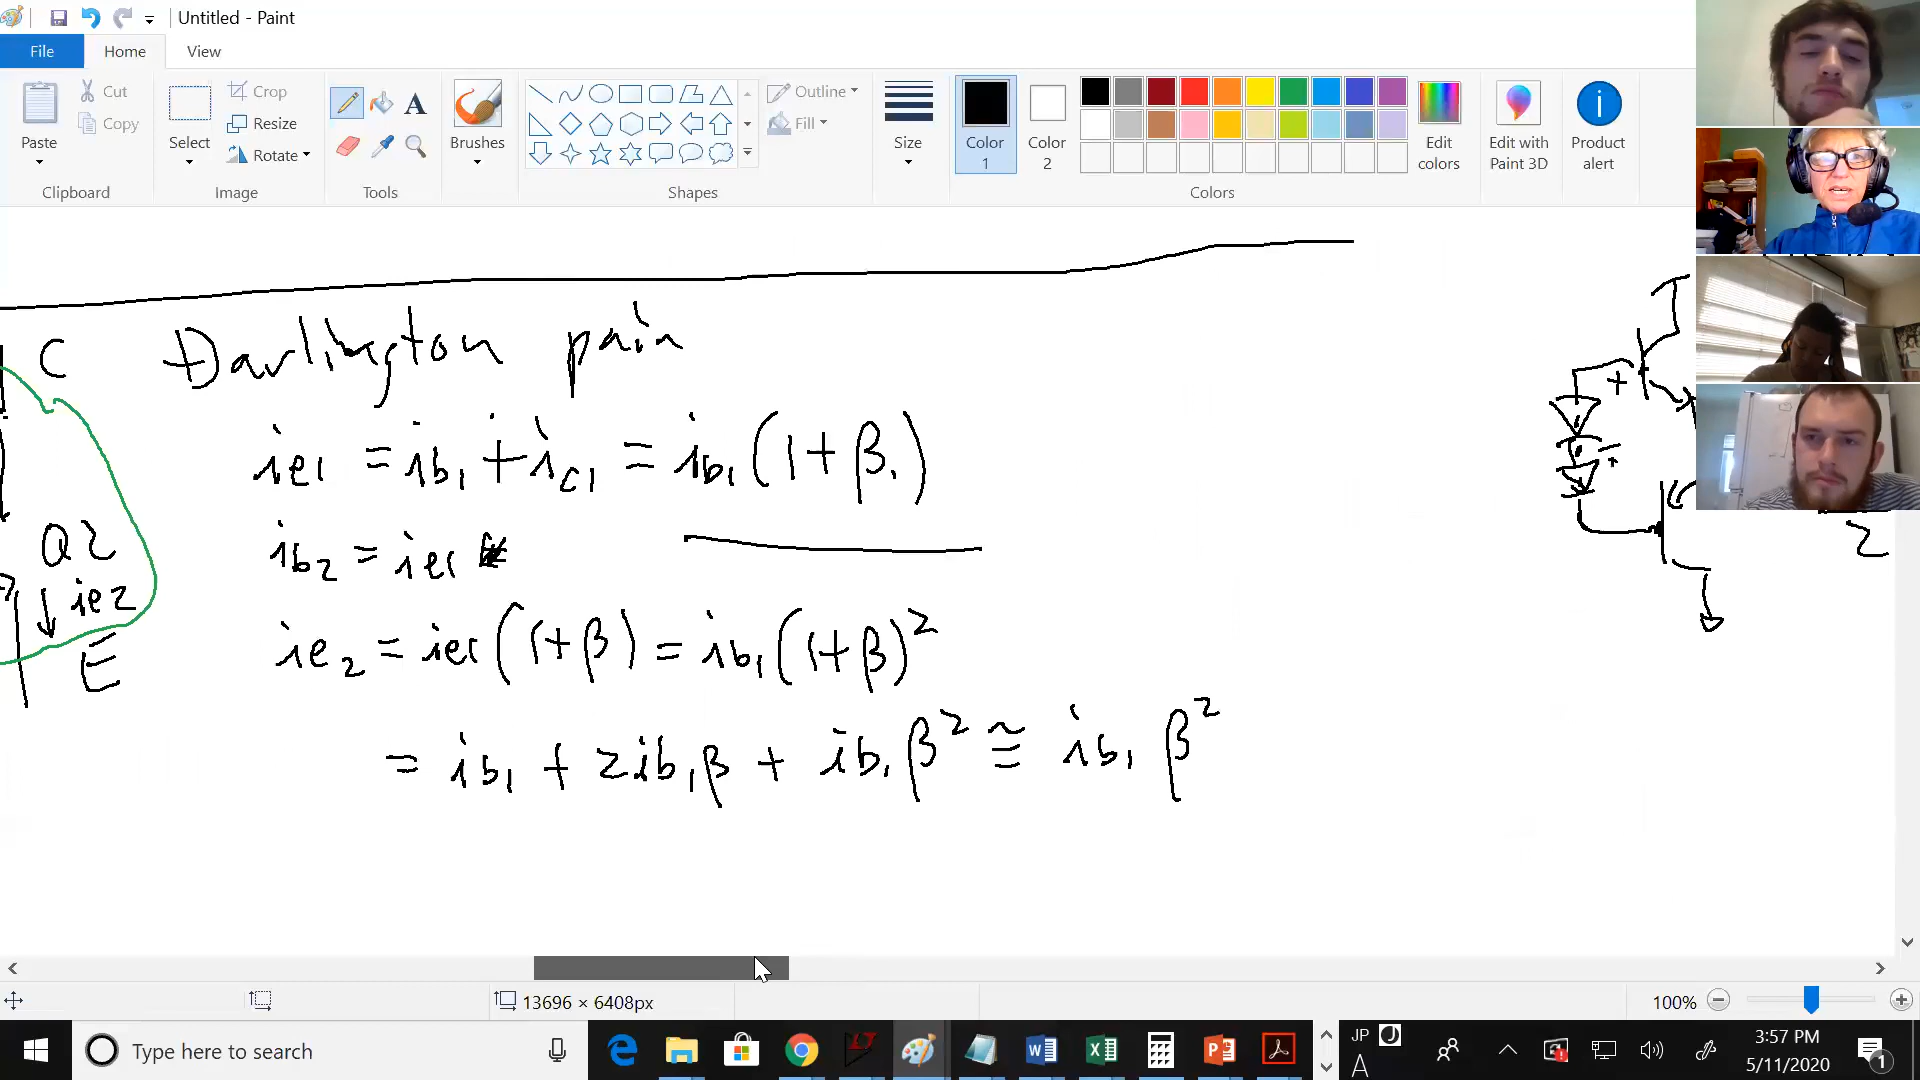 Untitled - Paint
File Home View
Paste Cut Copy
Clipboard
Select Crop Resize Rotate
Image
Tools
Brushes
Outline Fill
Shapes
Size
Color 1
Color 2
Edit colors
Colors
Edit with Paint 3D
Product alert
C
Darlington pair
ie1 = ib1 + ic1 = ib1 (1 + β1)
Q2
ib2 = ie1
ie2
E
ie2 = ie1 (1 + β) = ib1 (1 + β)²
= ib1 + 2ib1β + ib1β² ≅ ib1 β²
+
+
2
13696 × 6408px
100%
Type here to search
JP
A
3:57 PM
5/11/2020
1